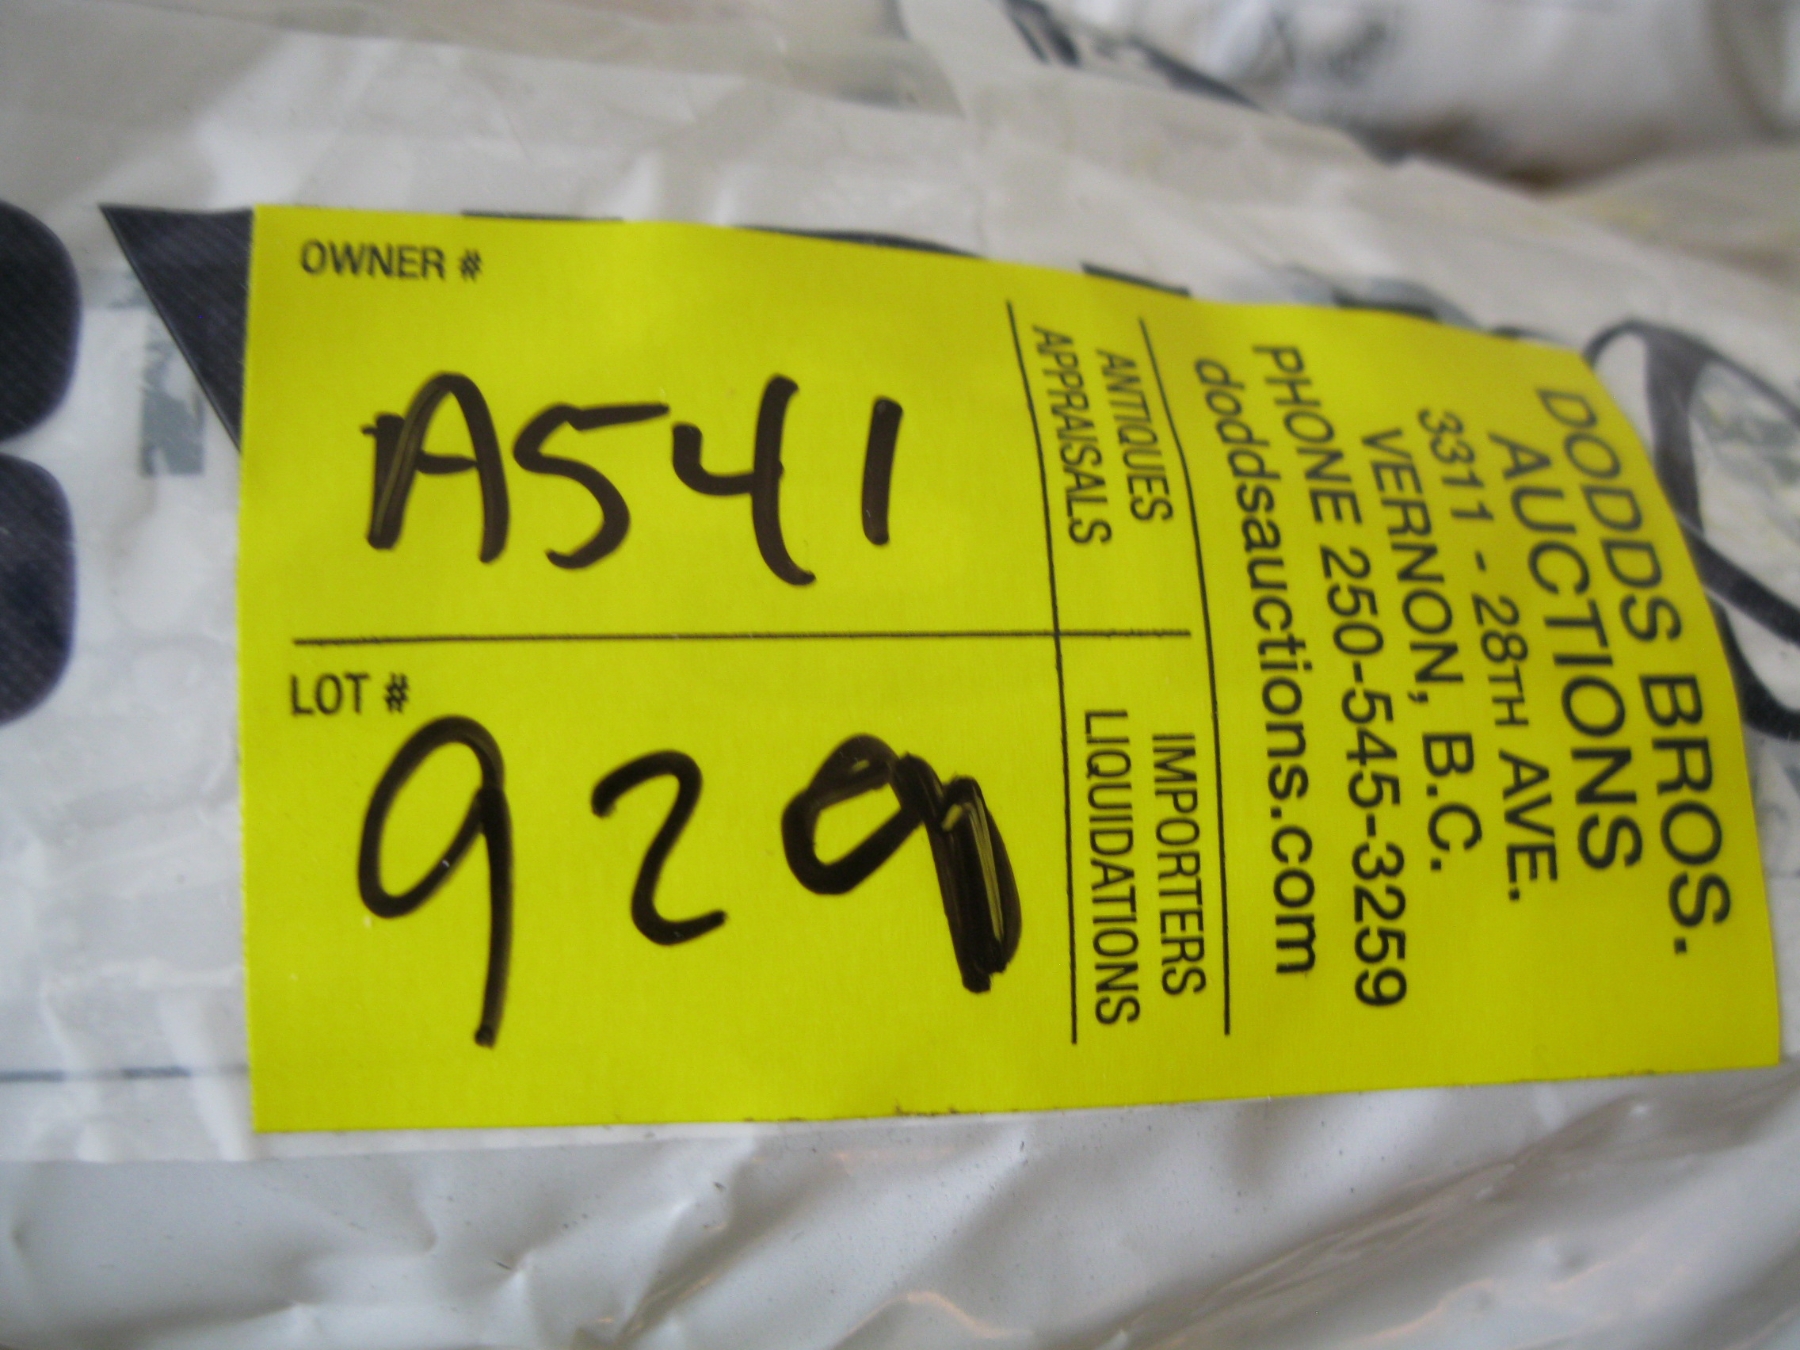 OWNER #
A541
LOT #
929
ANTIQUES
APPRAISALS
IMPORTERS
LIQUIDATIONS
DODDS BROS.
AUCTIONS
3311 - 28TH AVE.
VERNON, B.C.
PHONE 250-545-3259
doddsauctions.com